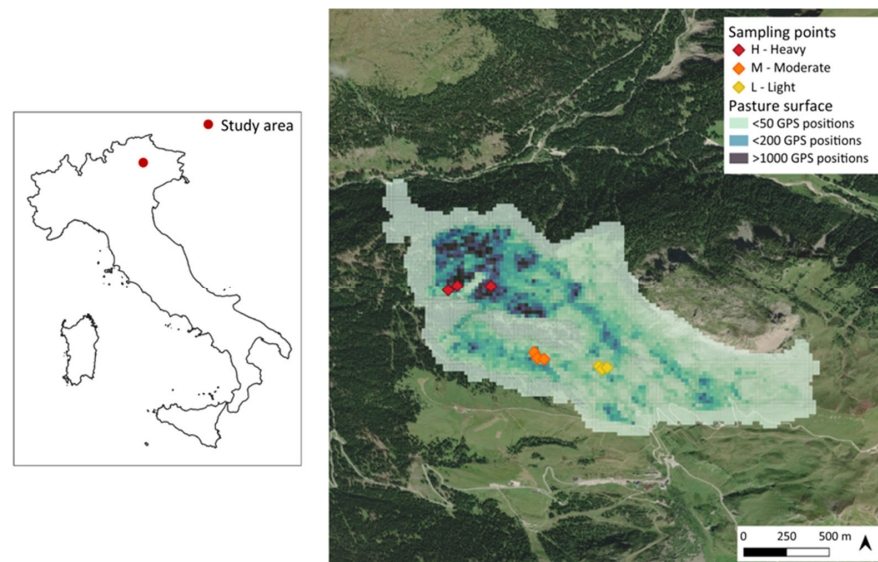 Study area
Sampling points
H - Heavy
M - Moderate
L - Light
Pasture surface
<50 GPS positions
<200 GPS positions
>1000 GPS positions
0 250 500 m